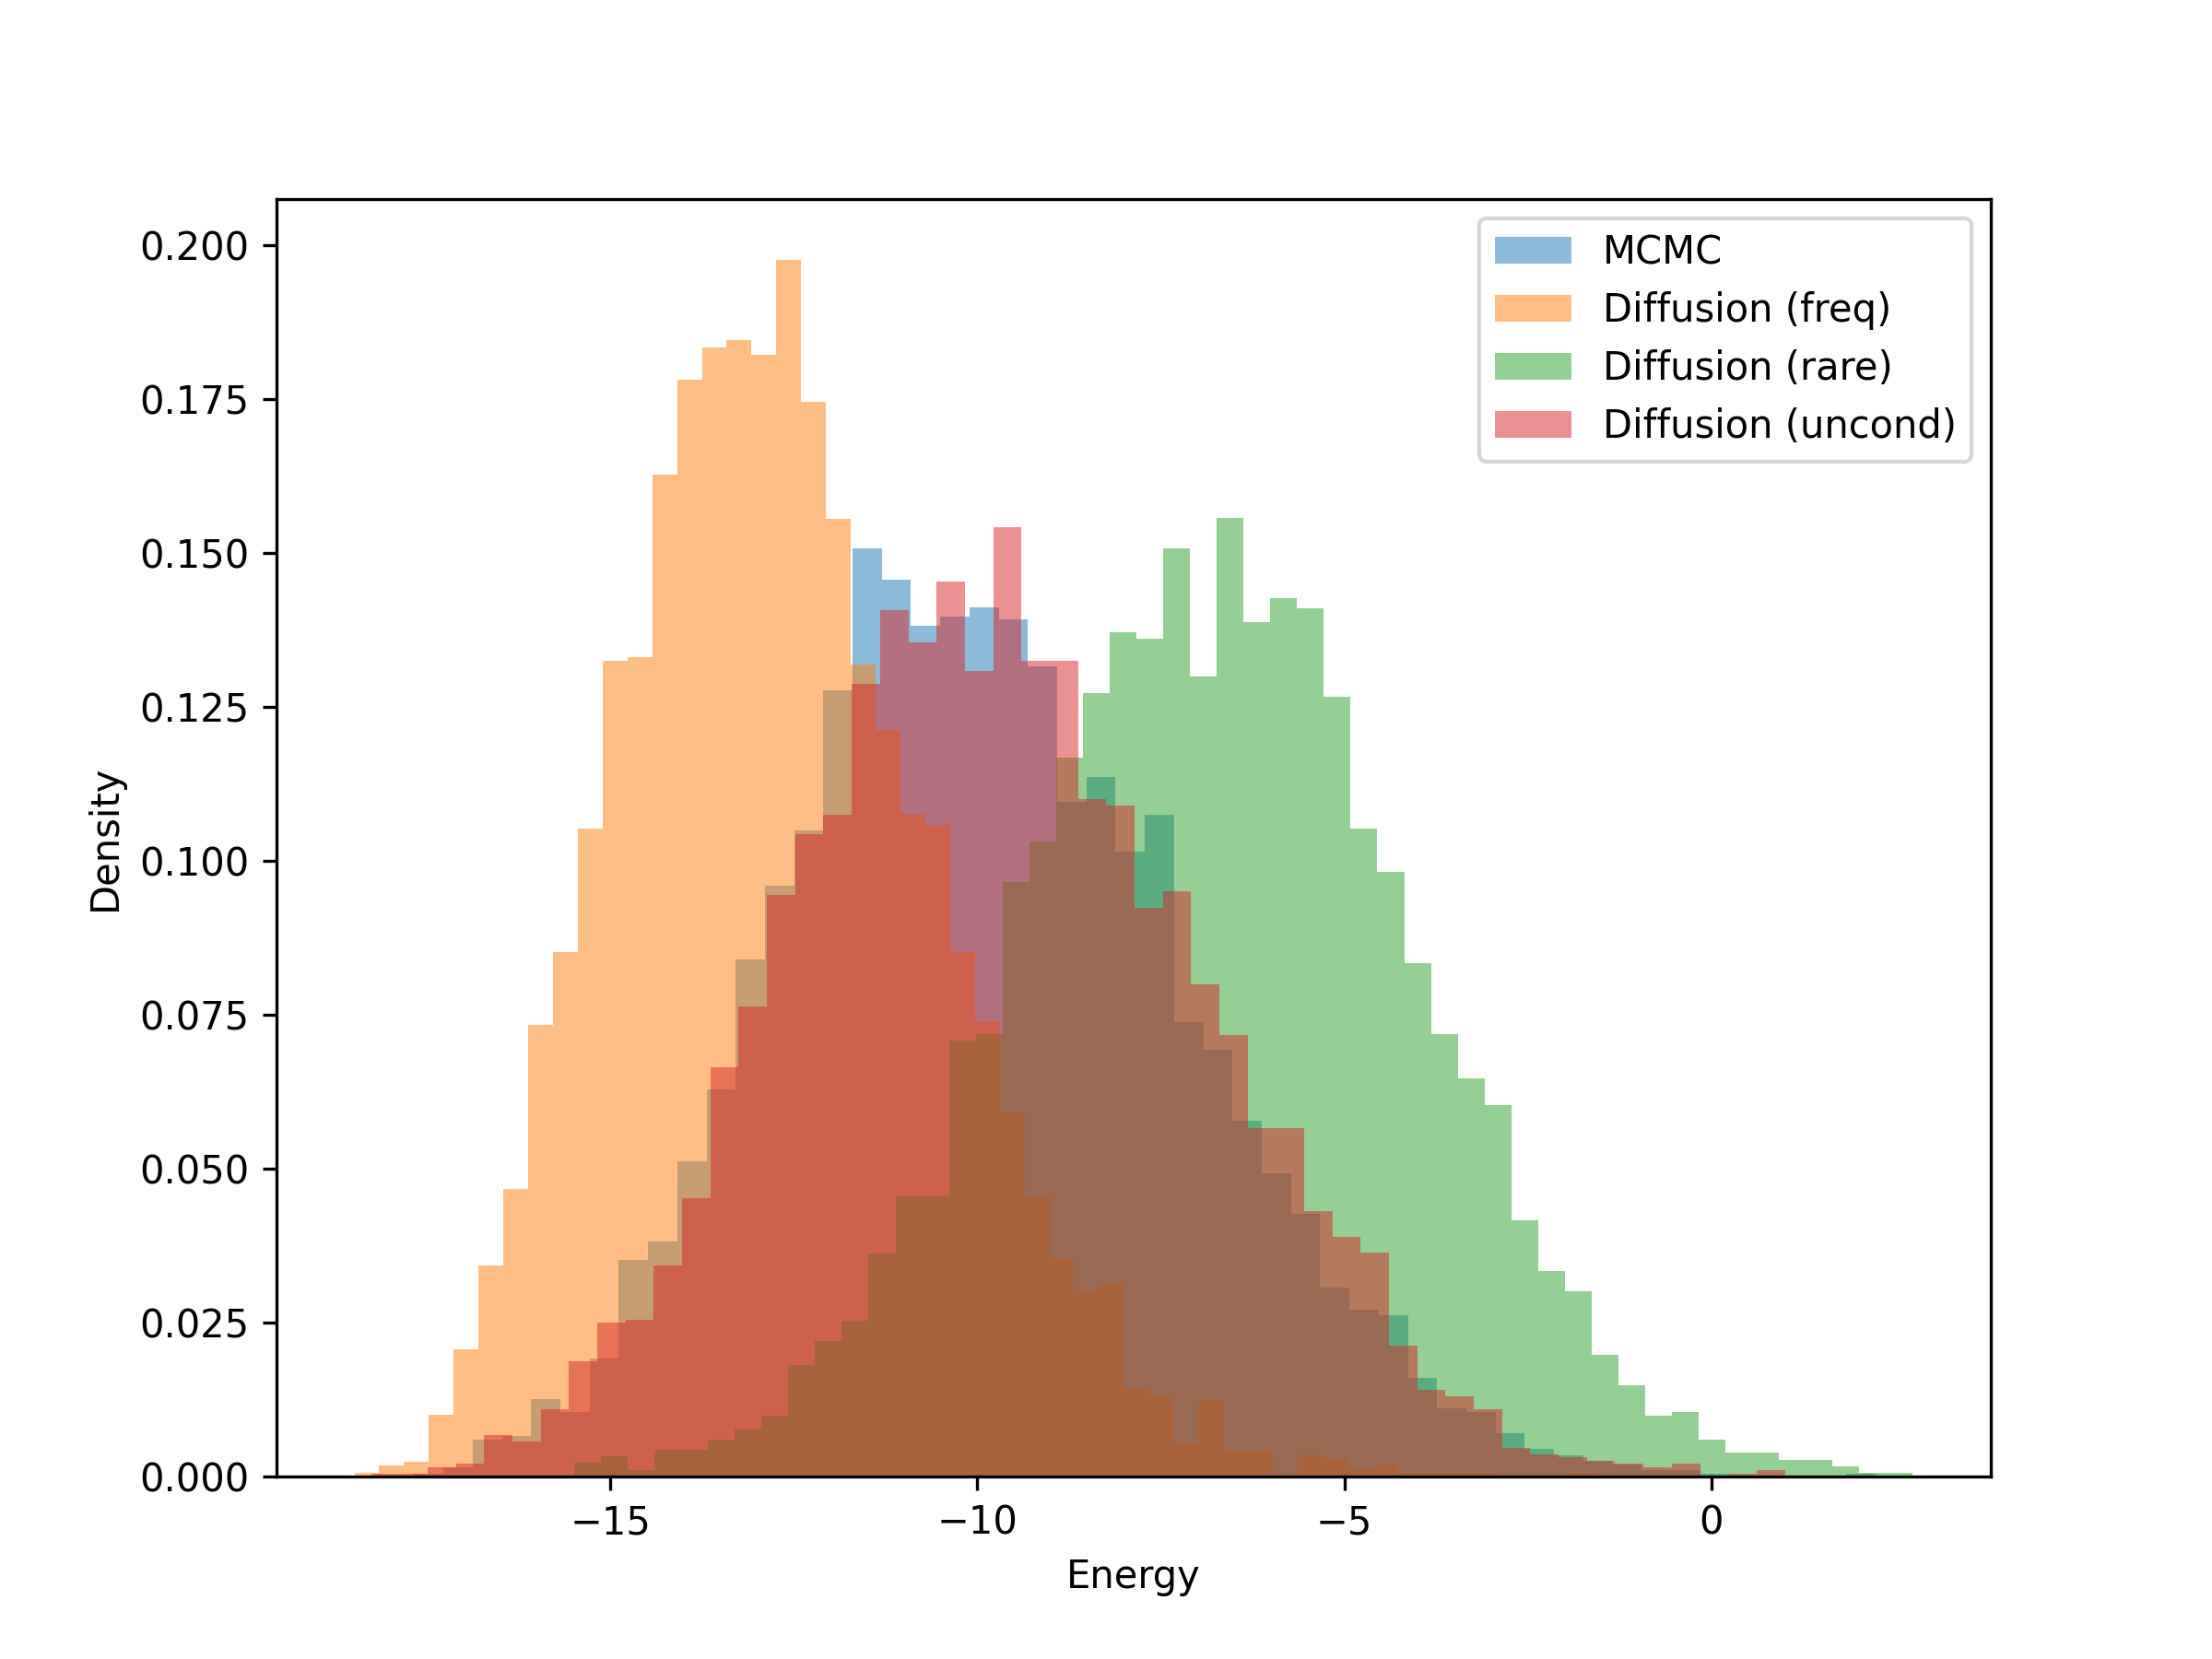 MCMC
Diffusion (freq)
Diffusion (rare)
Diffusion (uncond)
0.200
0.175
0.150
0.125
0.100
0.075
0.050
0.025
0.000
Density
−15 −10 −5 0
Energy